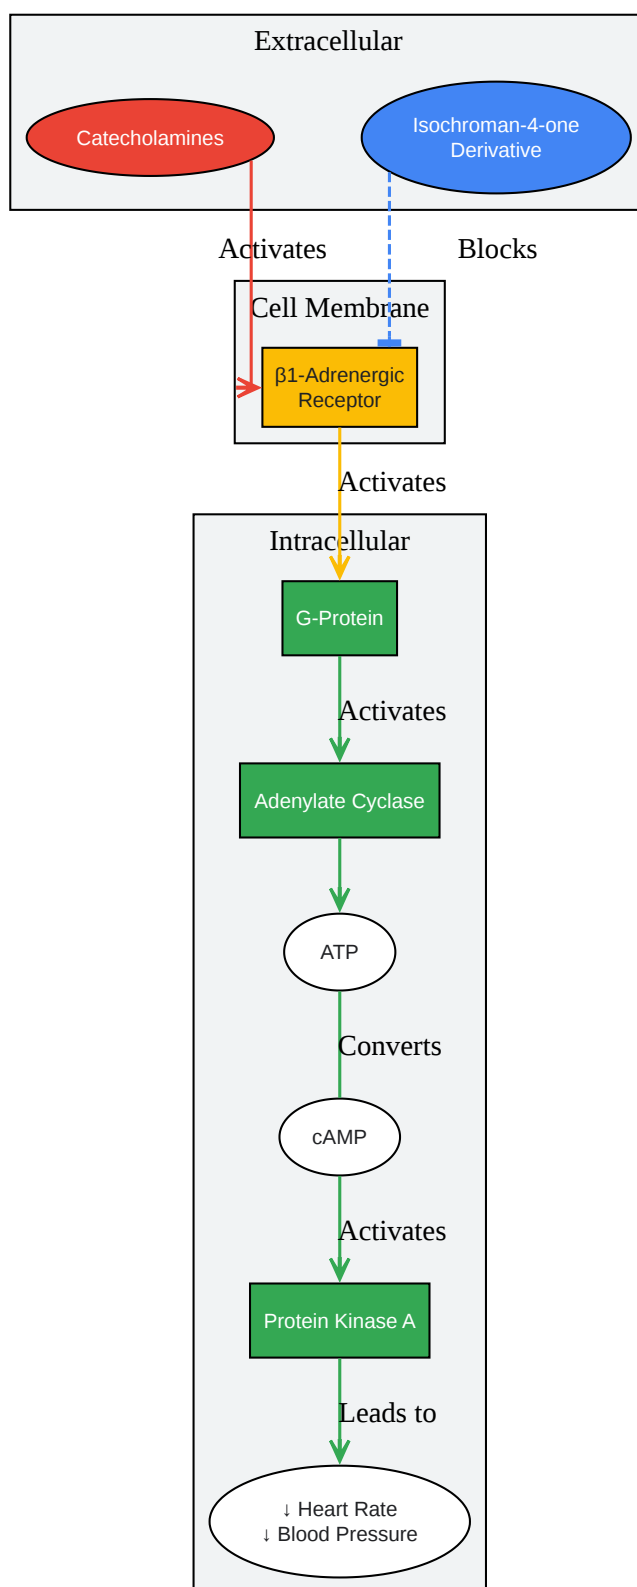 Extracellular
Catecholamines
Isochroman-4-one
Derivative
Activates
Blocks
Cell Membrane
β1-Adrenergic
Receptor
Activates
Intracellular
G-Protein
Activates
Adenylate Cyclase
ATP
Converts
cAMP
Activates
Protein Kinase A
Leads to
↓ Heart Rate
↓ Blood Pressure